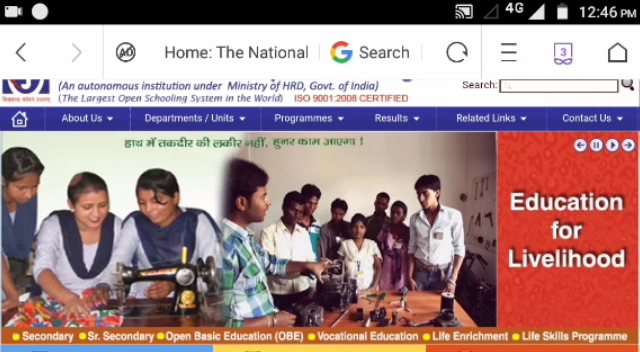 4G 12:46 PM
AD Home: The National Search 3
(An autonomous institution under Ministry of HRD, Govt. of India) Search:
(The Largest Open Schooling System in the World) ISO 9001:2008 CERTIFIED
About Us Departments / Units Programmes Results Related Links Contact Us
हाथ में तकदीर की लकीर नहीं, हुनर काम आएगा !
Education
for
Livelihood
Secondary Sr. Secondary Open Basic Education (OBE) Vocational Education Life Enrichment Life Skills Programme